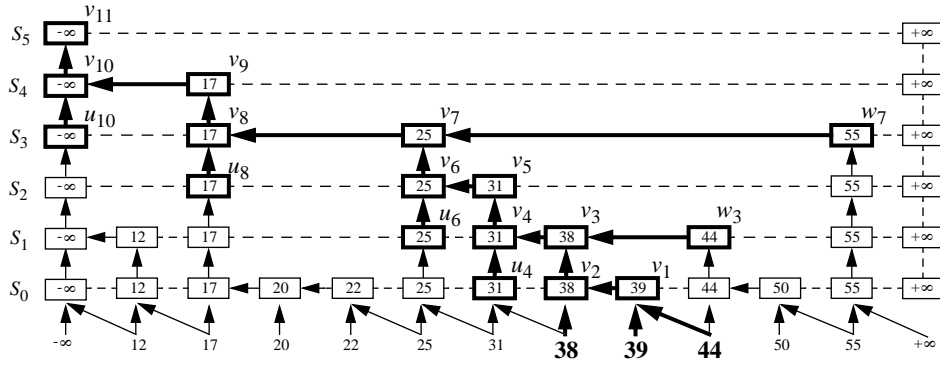 v11
S5 -∞ +∞
v10 v9
S4 -∞ 17 +∞
u10 v8 v7 w7
S3 -∞ 17 25 55 +∞
u8 v6 v5
S2 -∞ 17 25 31 55 +∞
u6 v4 v3 w3
S1 -∞ 12 17 25 31 38 44 55 +∞
u4 v2 v1
S0 -∞ 12 17 20 22 25 31 38 39 44 50 55 +∞
-∞ 12 17 20 22 25 31 38 39 44 50 55 +∞